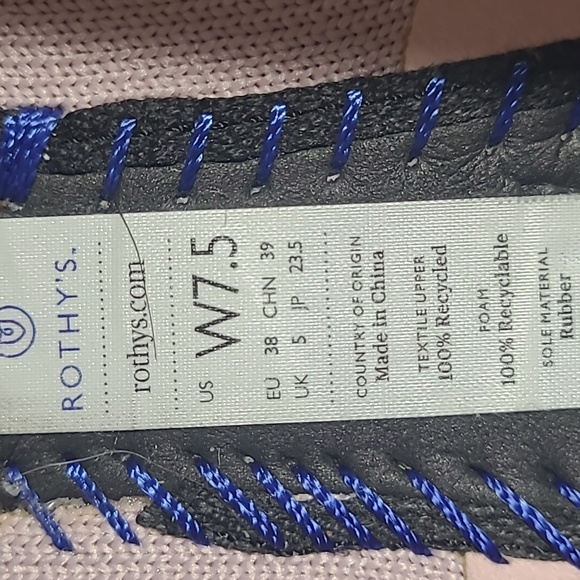 ROTHY'S
rothys.com
US W7.5
EU 38 CHN 39
UK 5 JP 23.5
COUNTRY OF ORIGIN
Made in China
TEXTILE UPPER
100% Recycled
FOAM
100% Recyclable
SOLE MATERIAL
Rubber